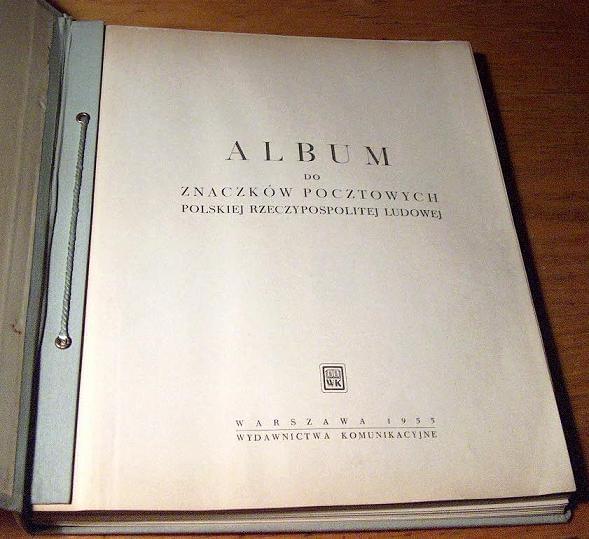 ALBUM
DO
ZNACZKÓW POCZTOWYCH
POLSKIEJ RZECZYPOSPOLITEJ LUDOWEJ
WK
WARSZAWA 1955
WYDAWNICTWA KOMUNIKACYJNE